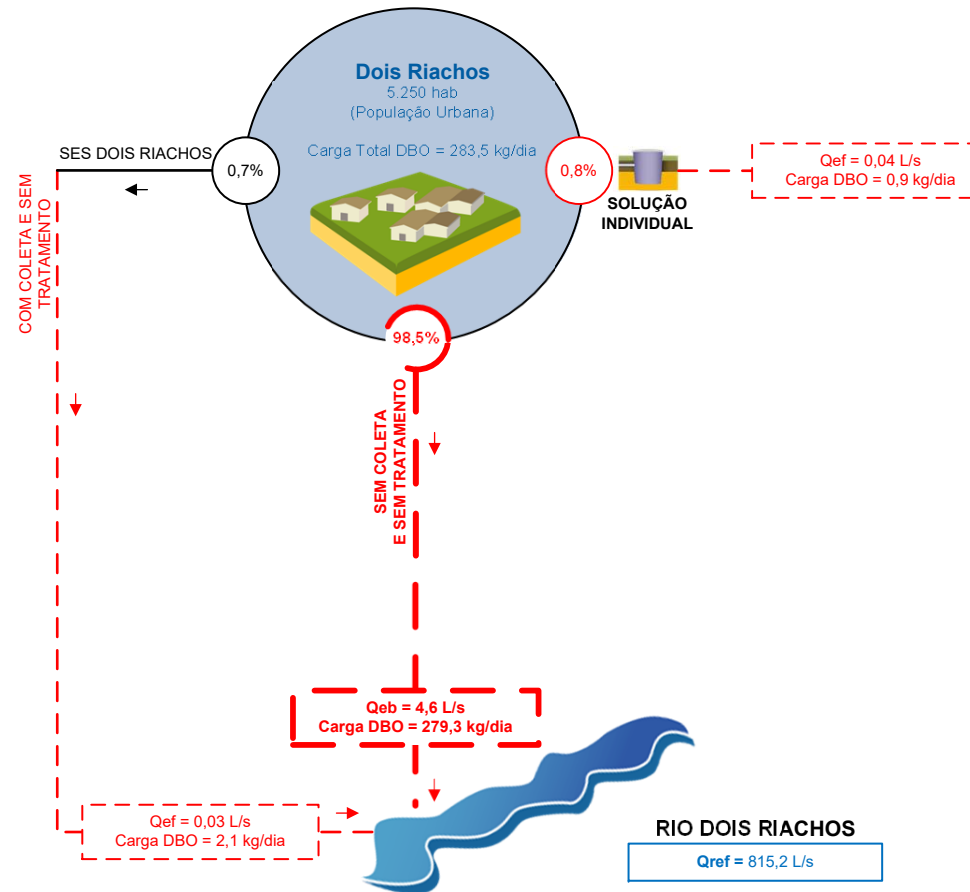 Dois Riachos
5.250 hab
(População Urbana)
Carga Total DBO = 283,5 kg/dia
SES DOIS RIACHOS
0,7%
0,8%
SOLUÇÃO
INDIVIDUAL
Qef = 0,04 L/s
Carga DBO = 0,9 kg/dia
COM COLETA E SEM
TRATAMENTO
98,5%
SEM COLETA
E SEM TRATAMENTO
Qeb = 4,6 L/s
Carga DBO = 279,3 kg/dia
Qef = 0,03 L/s
Carga DBO = 2,1 kg/dia
RIO DOIS RIACHOS
Qref = 815,2 L/s